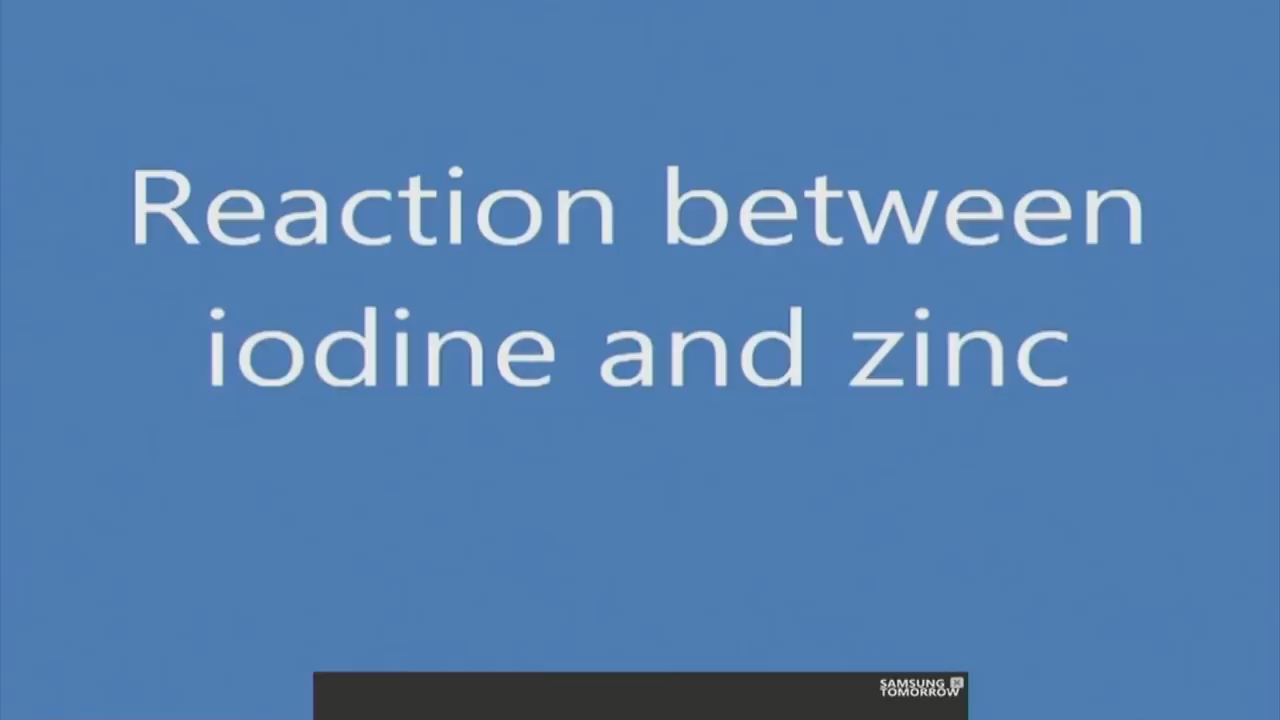 Reaction between
iodine and zinc
SAMSUNG
TOMORROW